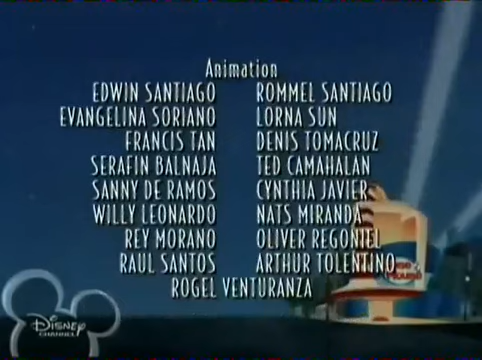 Animation
EDWIN SANTIAGO ROMMEL SANTIAGO
EVANGELINA SORIANO LORNA SUN
FRANCIS TAN DENIS TOMACRUZ
SERAFIN BALNAJA TED CAMAHALAN
SANNY DE RAMOS CYNTHIA JAVIER
WILLY LEONARDO NATS MIRANDA
REY MORANO OLIVER REGONIEL
RAUL SANTOS ARTHUR TOLENTINO
ROGEL VENTURANZA
MOUSE
DISNEY
CHANNEL